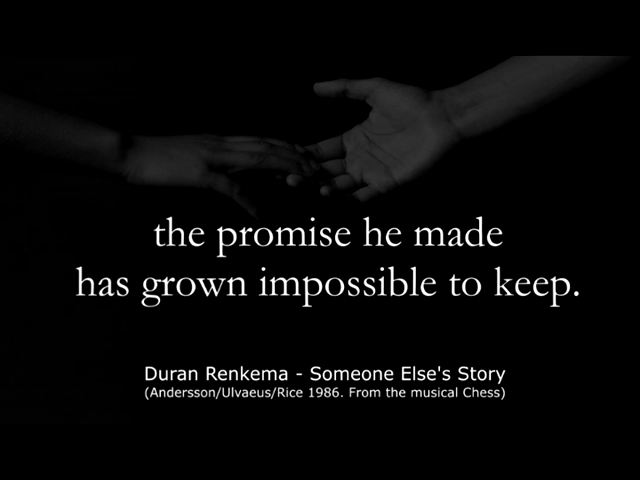 the promise he made
has grown impossible to keep.
Duran Renkema - Someone Else's Story
(Andersson/Ulvaeus/Rice 1986. From the musical Chess)